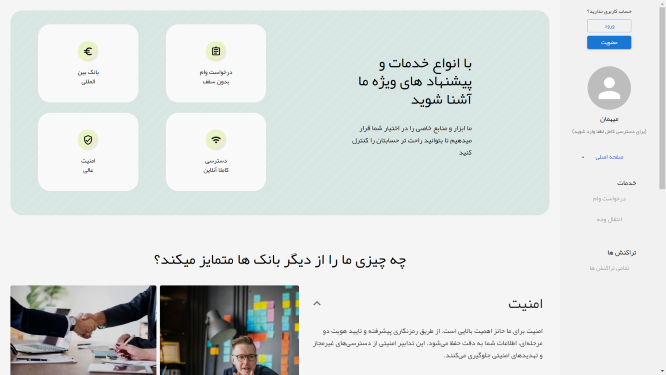 حساب کاربری ندارید؟
ورود
عضویت
میهمان
(برای دسترسی کامل لطفا وارد شوید)
صفحه اصلی
خدمات
درخواست وام
انتقال وجه
تراکنش ها
تمامی تراکنش ها
با انواع خدمات و
پیشنهاد های ویژه ما
آشنا شوید
ما ابزار و منابع خاصی را در اختیار شما قرار
میدهیم تا بتوانید راحت تر حسابتان را کنترل
کنید
درخواست وام
بدون سقف
بانک بین
المللی
دسترسی
کاملا آنلاین
امنیت
عالی
چه چیزی ما را از دیگر بانک ها متمایز میکند؟
امنیت
امنیت برای ما حائز اهمیت بالایی است. از طریق رمزنگاری پیشرفته و تایید هویت دو
مرحله‌ای، اطلاعات شما به دقت حفظ می‌شود. این تدابیر امنیتی از دسترسی‌های غیرمجاز
و تهدیدهای امنیتی جلوگیری می‌کنند.